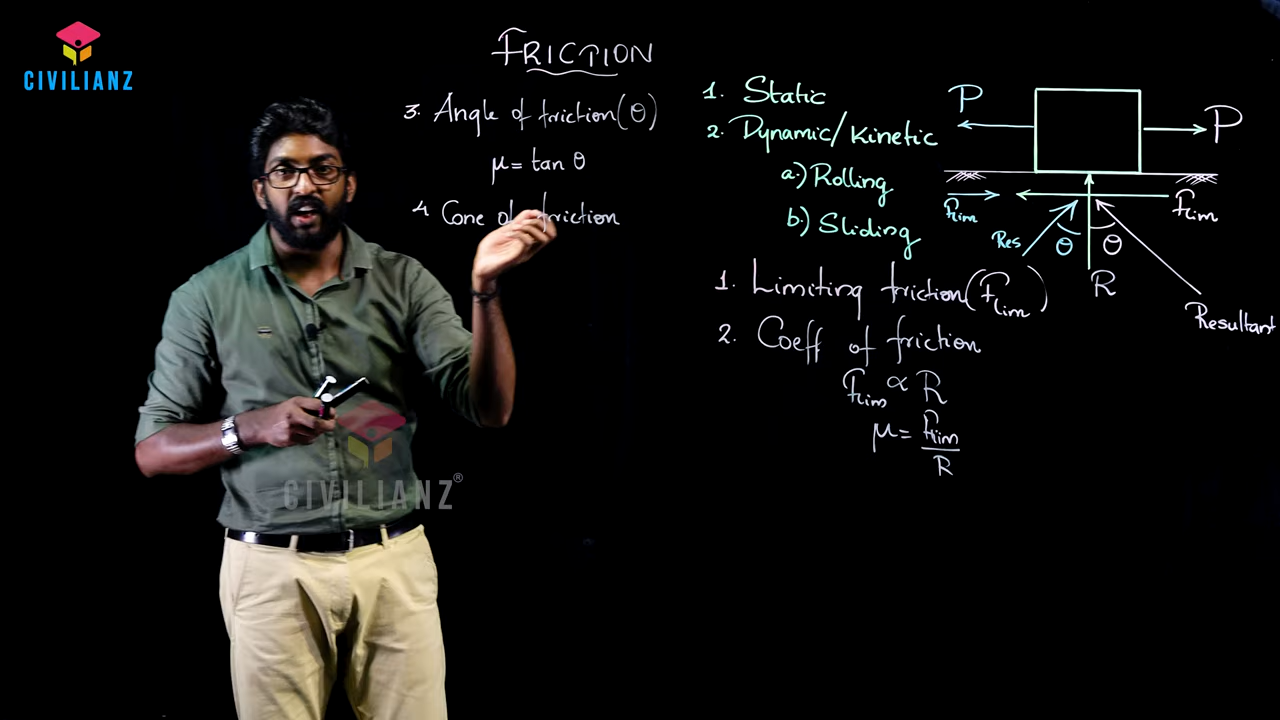 CIVILIANZ
FRICTION
3. Angle of friction (θ)
μ = tan θ
4 Cone of friction
1. Static
2. Dynamic/Kinetic
a.) Rolling
b.) Sliding
P
P
Flim
Flim
Res
θ
θ
R
Resultant
1. Limiting friction (Flim)
2. Coeff of friction
Flim ∝ R
μ = Flim
R
CIVILIANZ®